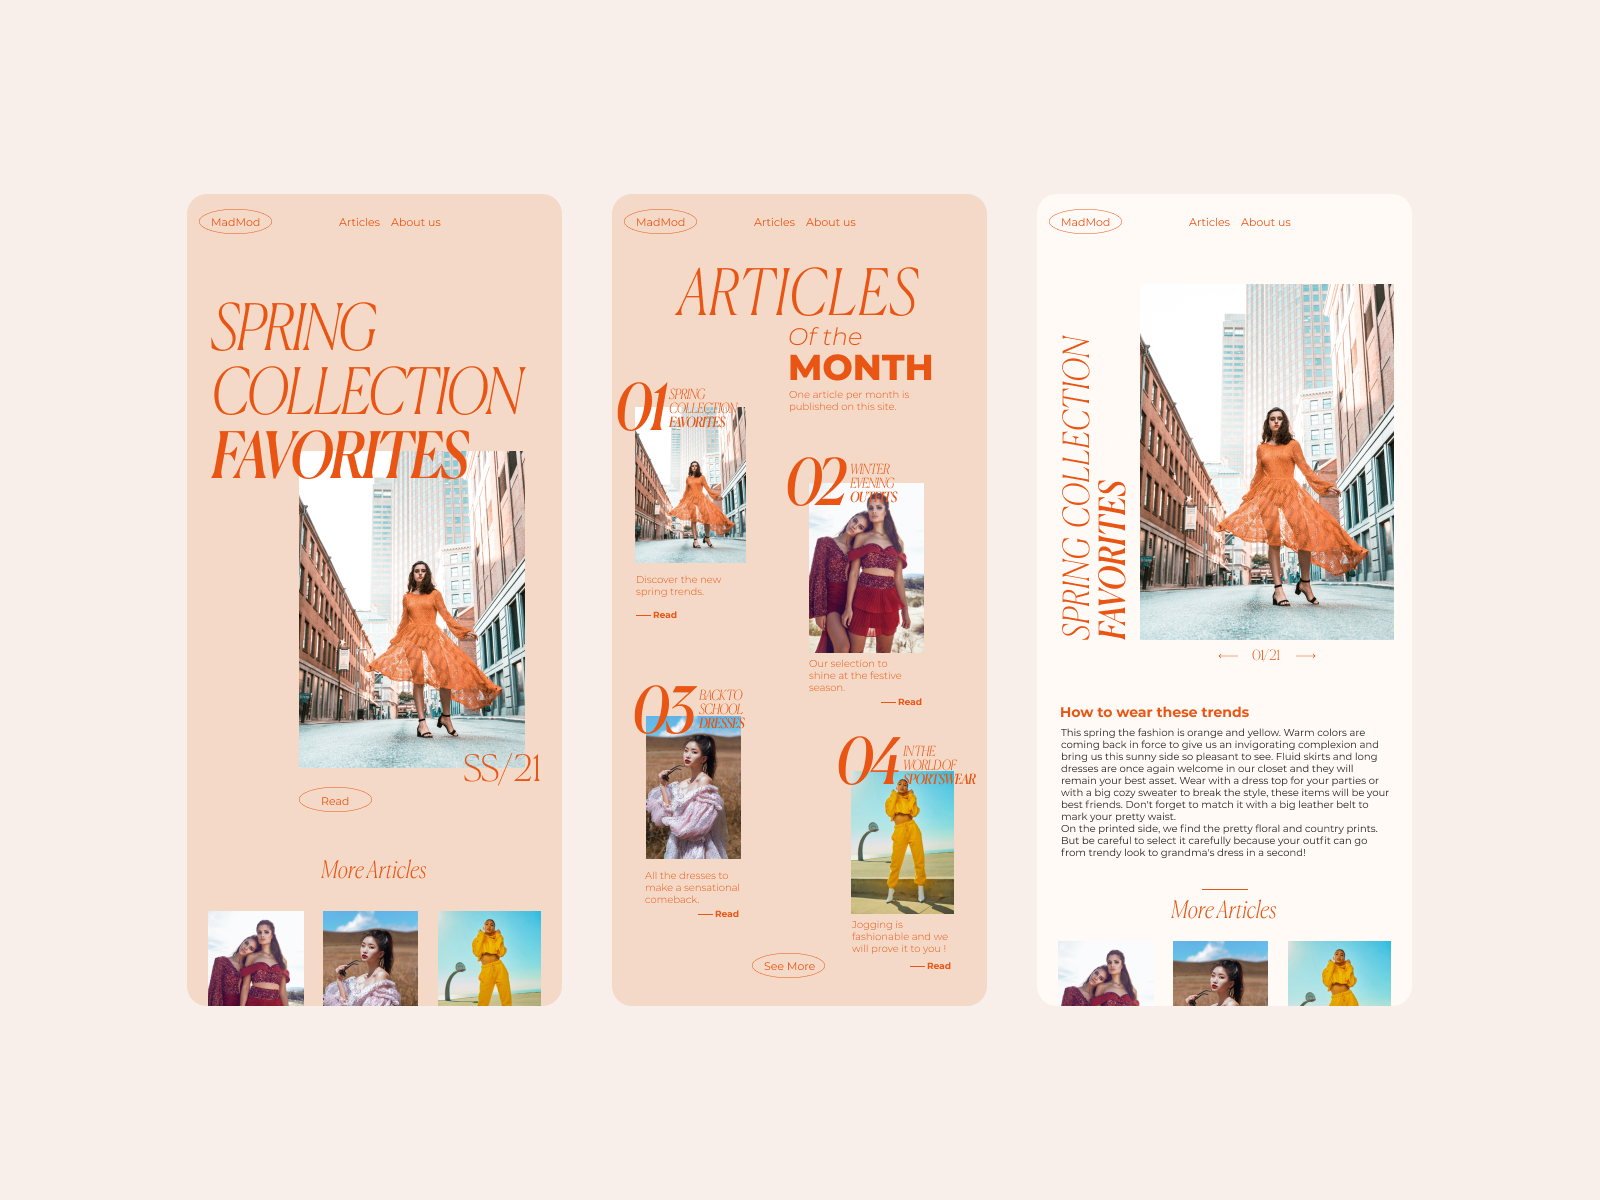 MadMod
Articles About us
SPRING
COLLECTION
FAVORITES
SS/21
Read
More Articles
MadMod
Articles About us
ARTICLES
Of the
MONTH
One article per month is
published on this site.
01
SPRING
COLLECTION
FAVORITES
Discover the new
spring trends.
Read
02
WINTER
EVENING
OUTFITS
Our selection to
shine at the festive
season.
Read
03
BACK TO
SCHOOL
DRESSES
All the dresses to
make a sensational
comeback.
Read
04
IN THE
WORLD OF
SPORTSWEAR
Jogging is
fashionable and we
will prove it to you !
Read
See More
MadMod
Articles About us
SPRING COLLECTION
FAVORITES
01/21
How to wear these trends
This spring the fashion is orange and yellow. Warm colors are
coming back in force to give us an invigorating complexion and
bring us this sunny side so pleasant to see. Fluid skirts and long
dresses are once again welcome in our closet and they will
remain your best asset. Wear with a dress top for your parties or
with a big cozy sweater to break the style, these items will be your
best friends. Don't forget to match it with a big leather belt to
mark your pretty waist.
On the printed side, we find the pretty floral and country prints.
But be careful to select it carefully because your outfit can go
from trendy look to grandma's dress in a second!
More Articles